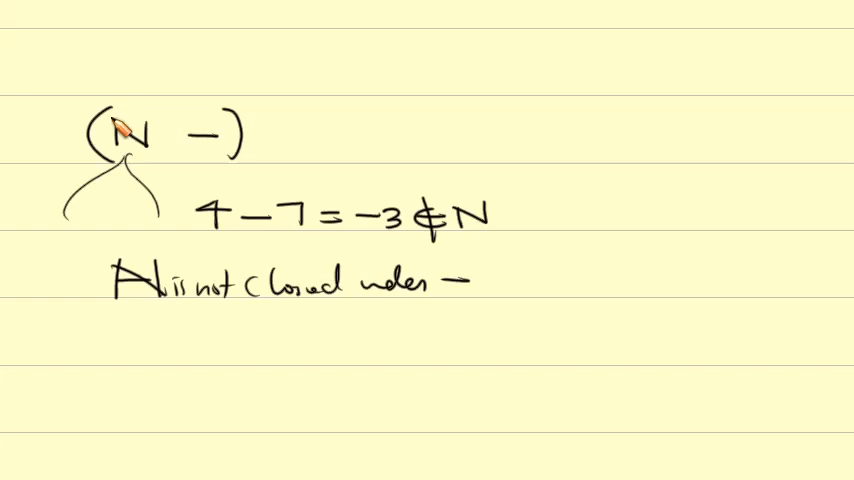 (N -)
4 - 7 = -3 ∉ N
N is not closed under -